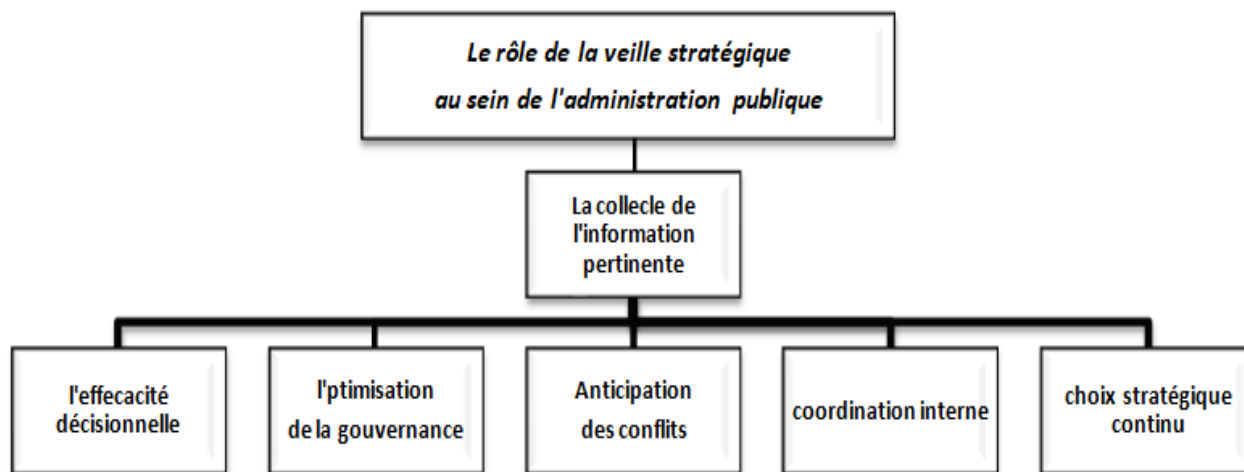 Le rôle de la veille stratégique
au sein de l'administration publique
La collecle de
l'information
pertinente
l'effecacité
décisionnelle
l'ptimisation
de la gouvernance
Anticipation
des conflits
coordination interne
choix stratégique
continu